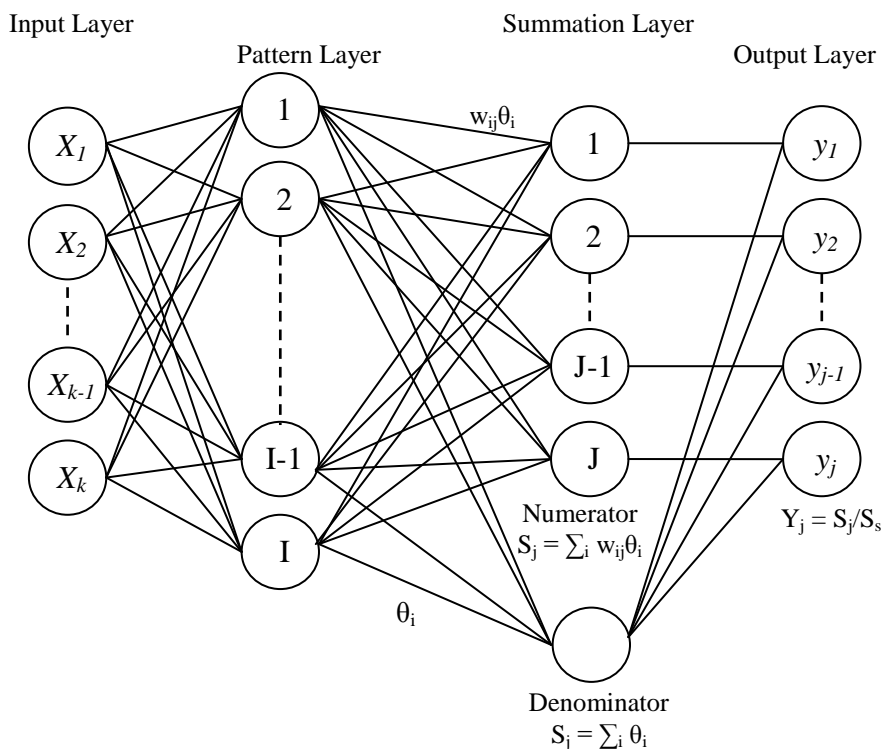 Input Layer
Pattern Layer
Summation Layer
Output Layer
X₁
X₂
Xₖ₋₁
Xₖ
1
2
I-1
I
wᵢⱼθᵢ
θᵢ
1
2
J-1
J
Numerator
Sⱼ = ∑ᵢ wᵢⱼθᵢ
Denominator
Sⱼ = ∑ᵢ θᵢ
y₁
y₂
yⱼ₋₁
yⱼ
Yⱼ = Sⱼ/Sₛ